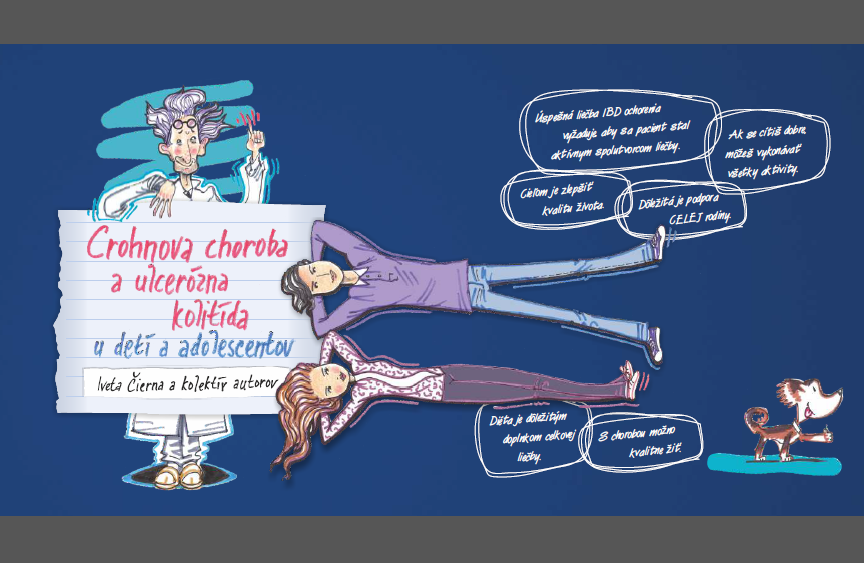 Crohnova choroba
a ulcerózna
kolitída
u detí a adolescentov
Iveta Čierna a kolektív autorov
Úspešná liečba IBD ochorenia
vyžaduje, aby sa pacient stal
aktívnym spolutvorcom liečby.
Ak se cítiš dobre,
môžeš vykonávať
všetky aktivity.
Cieľom je zlepšiť
kvalitu života.
Dôležitá je podpora
CELEJ rodiny.
Diéta je dôležitým
doplnkom celkovej
liečby.
S chorobou možno
kvalitne žiť.